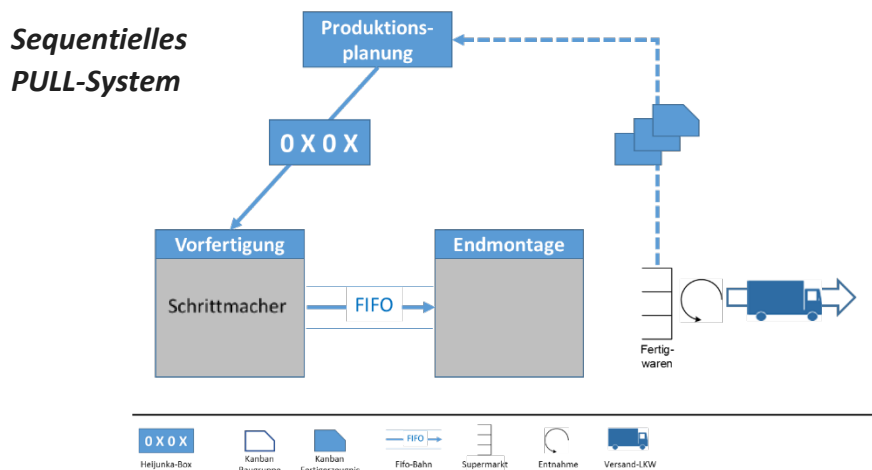 Sequentielles
PULL-System
Produktions-
planung
0 X 0 X
Vorfertigung
Schrittmacher
FIFO
Endmontage
Fertig-
waren
0 X 0 X
FIFO
Heijunka-Box
Kanban
Kanban
Fifo-Bahn
Supermarkt
Entnahme
Versand-LKW